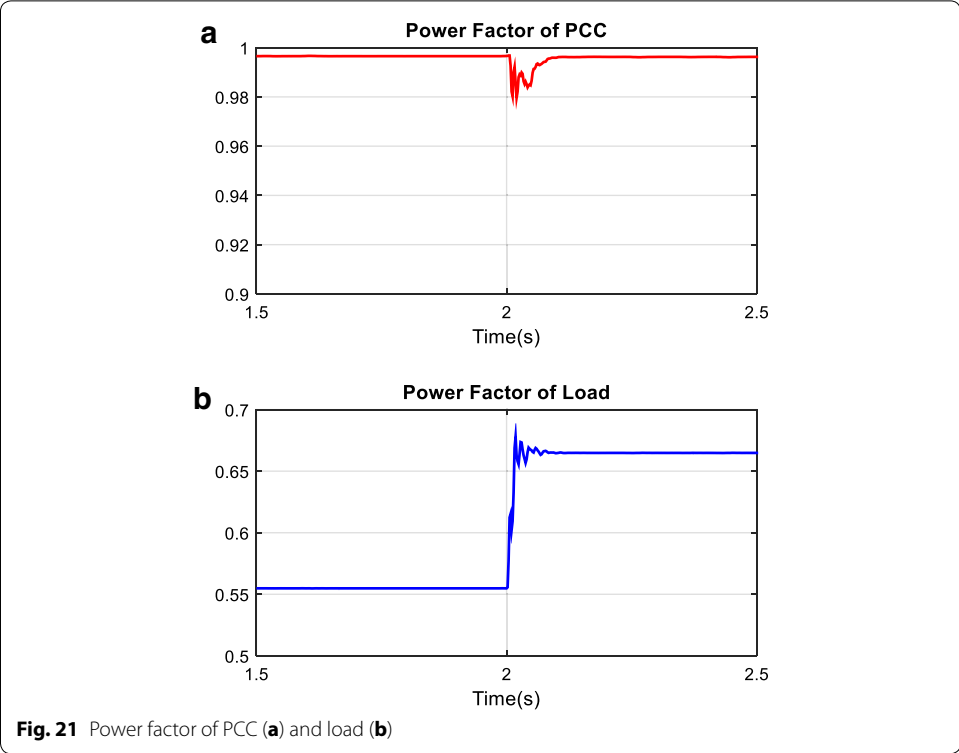 a
Power Factor of PCC
1
0.98
0.96
0.94
0.92
0.9
1.5 2 2.5
Time(s)
b
Power Factor of Load
0.7
0.65
0.6
0.55
0.5
1.5 2 2.5
Time(s)
Fig. 21 Power factor of PCC (a) and load (b)